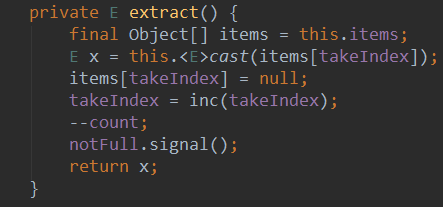 private E extract() {
final Object[] items = this.items;
E x = this.<E>cast(items[takeIndex]);
items[takeIndex] = null;
takeIndex = inc(takeIndex);
--count;
notFull.signal();
return x;
}